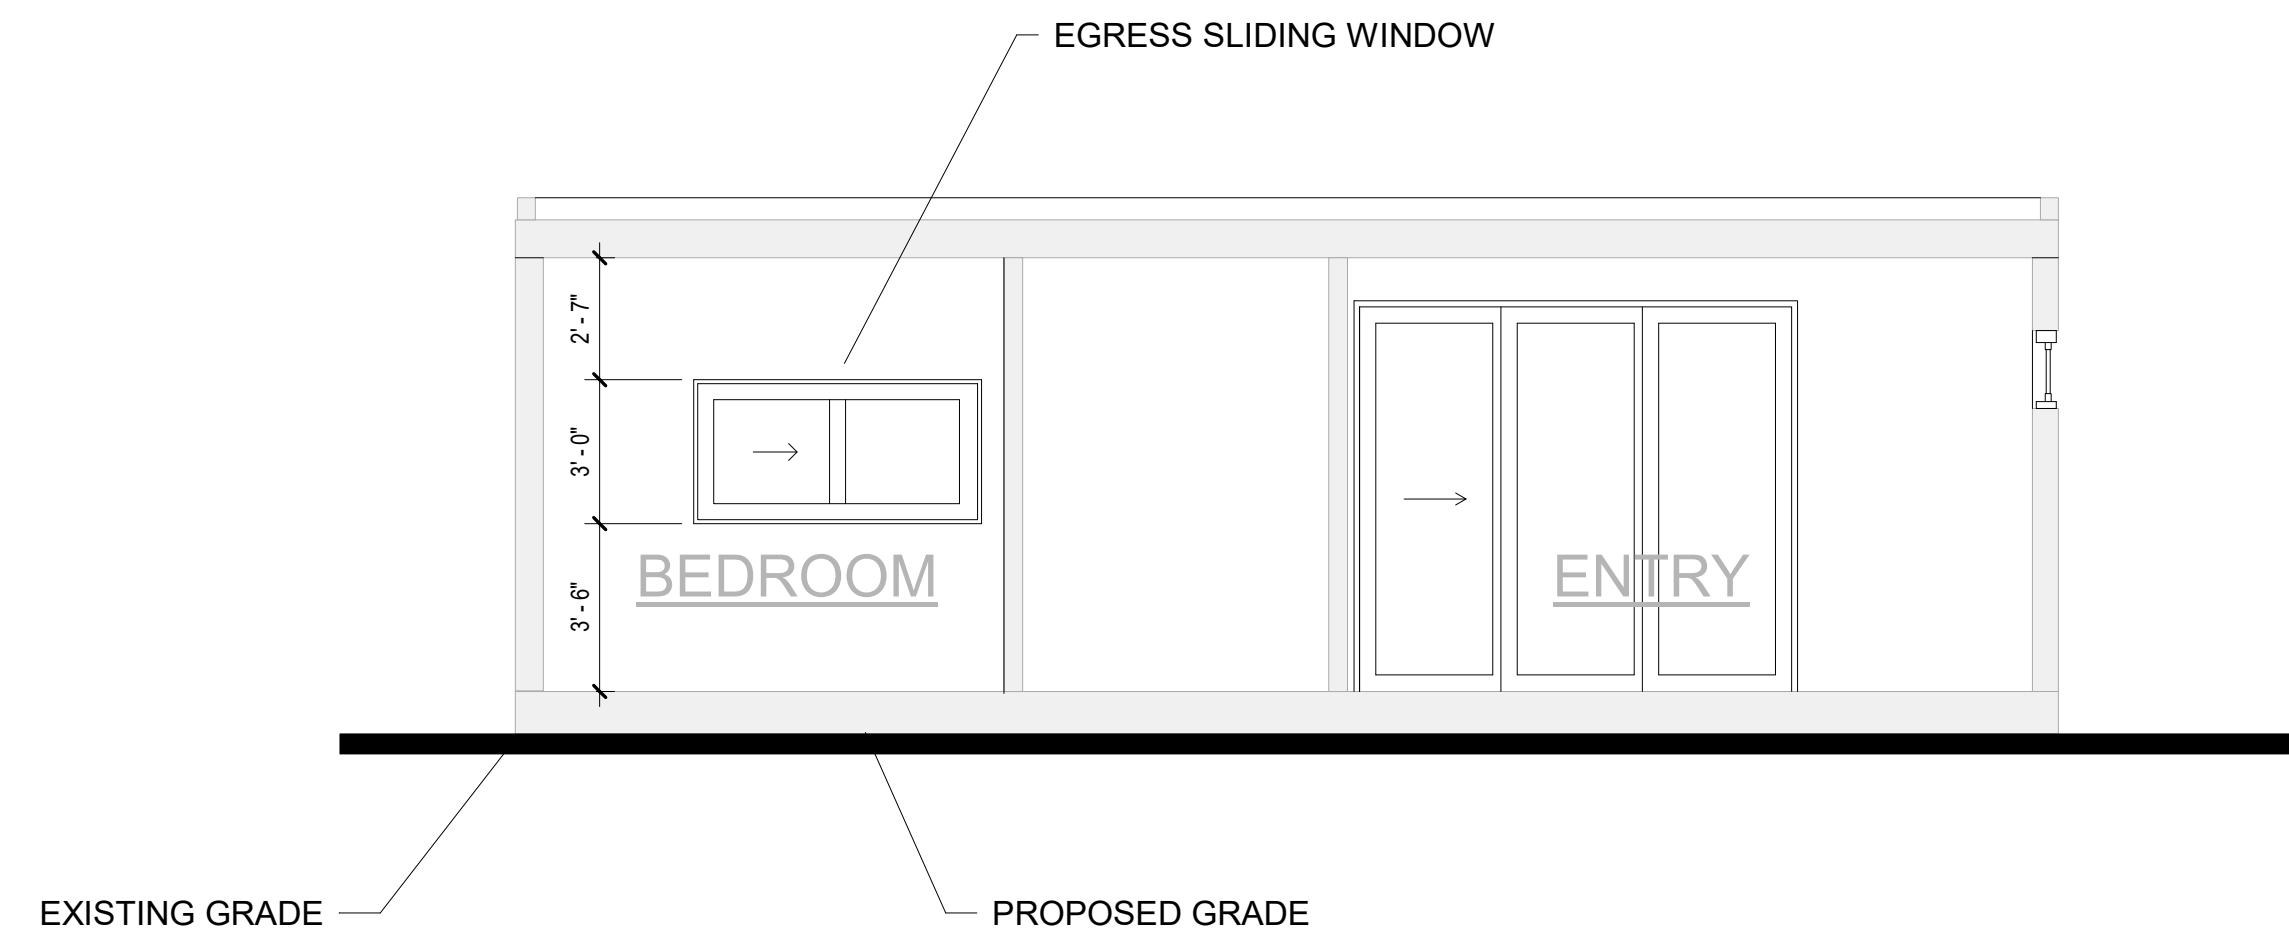 EGRESS SLIDING WINDOW
2' - 7"
3' - 0"
3' - 6"
BEDROOM
ENTRY
EXISTING GRADE
PROPOSED GRADE